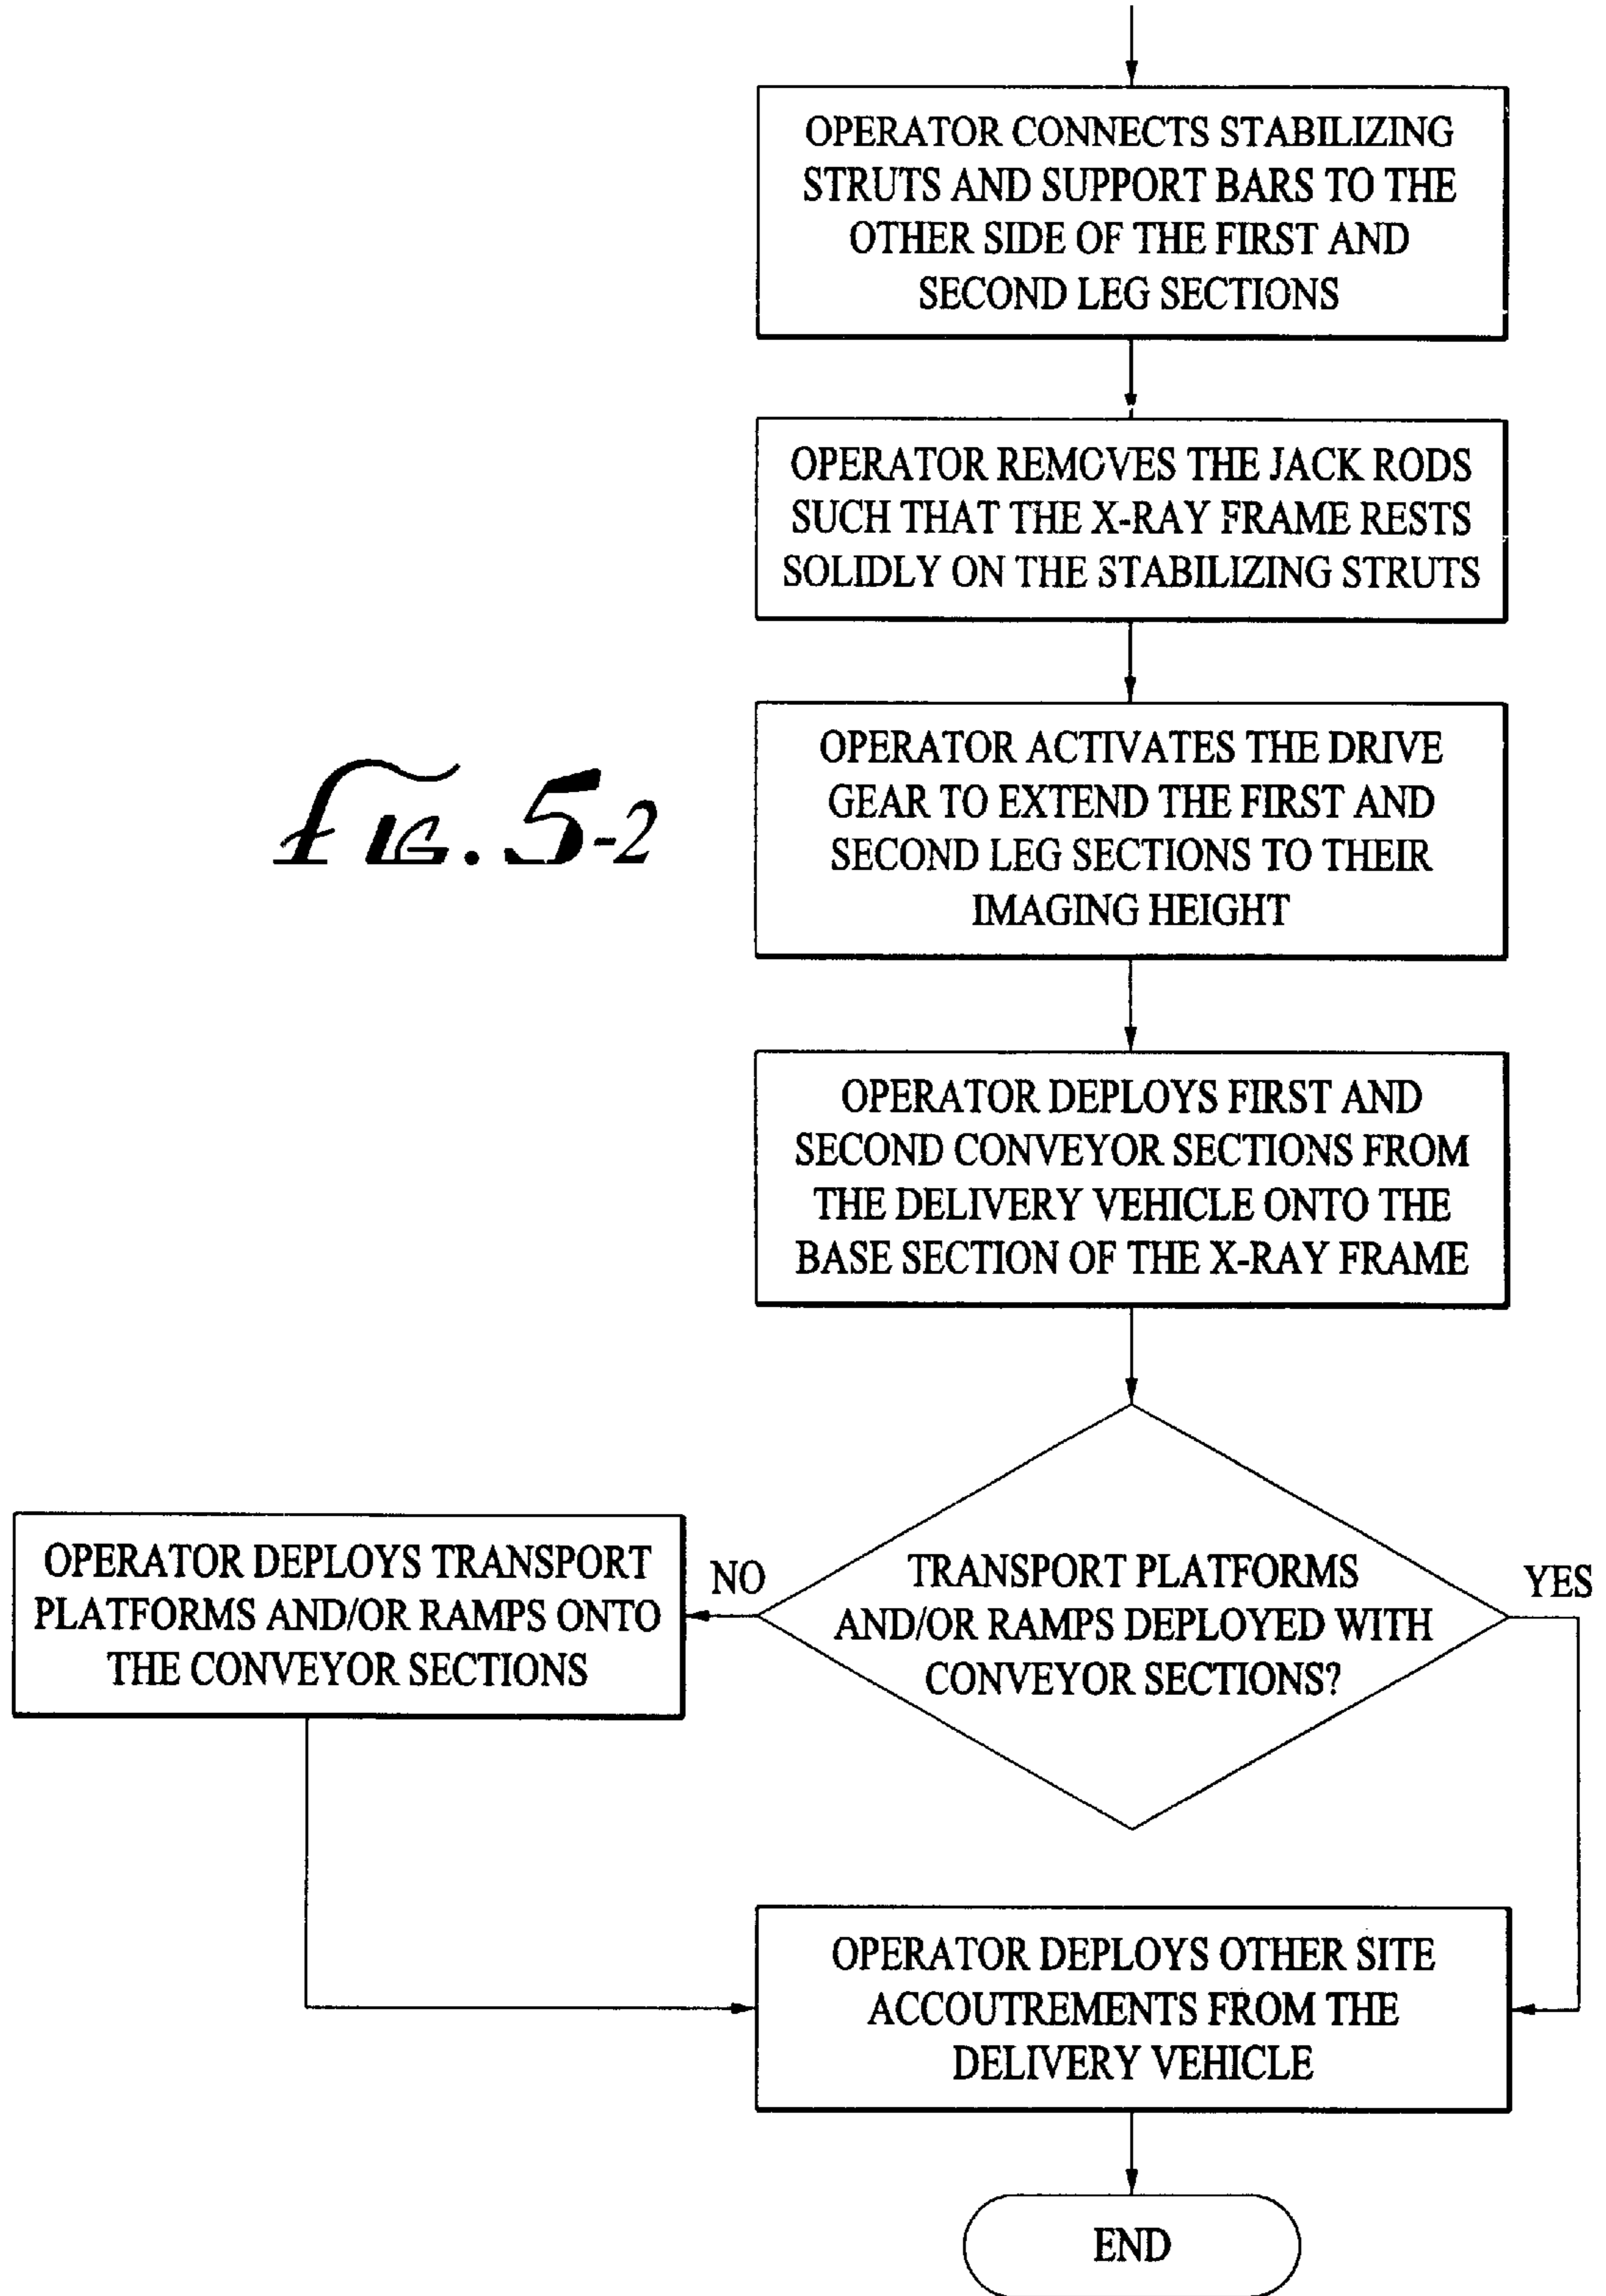 OPERATOR CONNECTS STABILIZING
STRUTS AND SUPPORT BARS TO THE
OTHER SIDE OF THE FIRST AND
SECOND LEG SECTIONS
OPERATOR REMOVES THE JACK RODS
SUCH THAT THE X-RAY FRAME RESTS
SOLIDLY ON THE STABILIZING STRUTS
OPERATOR ACTIVATES THE DRIVE
GEAR TO EXTEND THE FIRST AND
SECOND LEG SECTIONS TO THEIR
IMAGING HEIGHT
FIG. 5-2
OPERATOR DEPLOYS FIRST AND
SECOND CONVEYOR SECTIONS FROM
THE DELIVERY VEHICLE ONTO THE
BASE SECTION OF THE X-RAY FRAME
TRANSPORT PLATFORMS
AND/OR RAMPS DEPLOYED WITH
CONVEYOR SECTIONS?
NO
YES
OPERATOR DEPLOYS TRANSPORT
PLATFORMS AND/OR RAMPS ONTO
THE CONVEYOR SECTIONS
OPERATOR DEPLOYS OTHER SITE
ACCOUTREMENTS FROM THE
DELIVERY VEHICLE
END